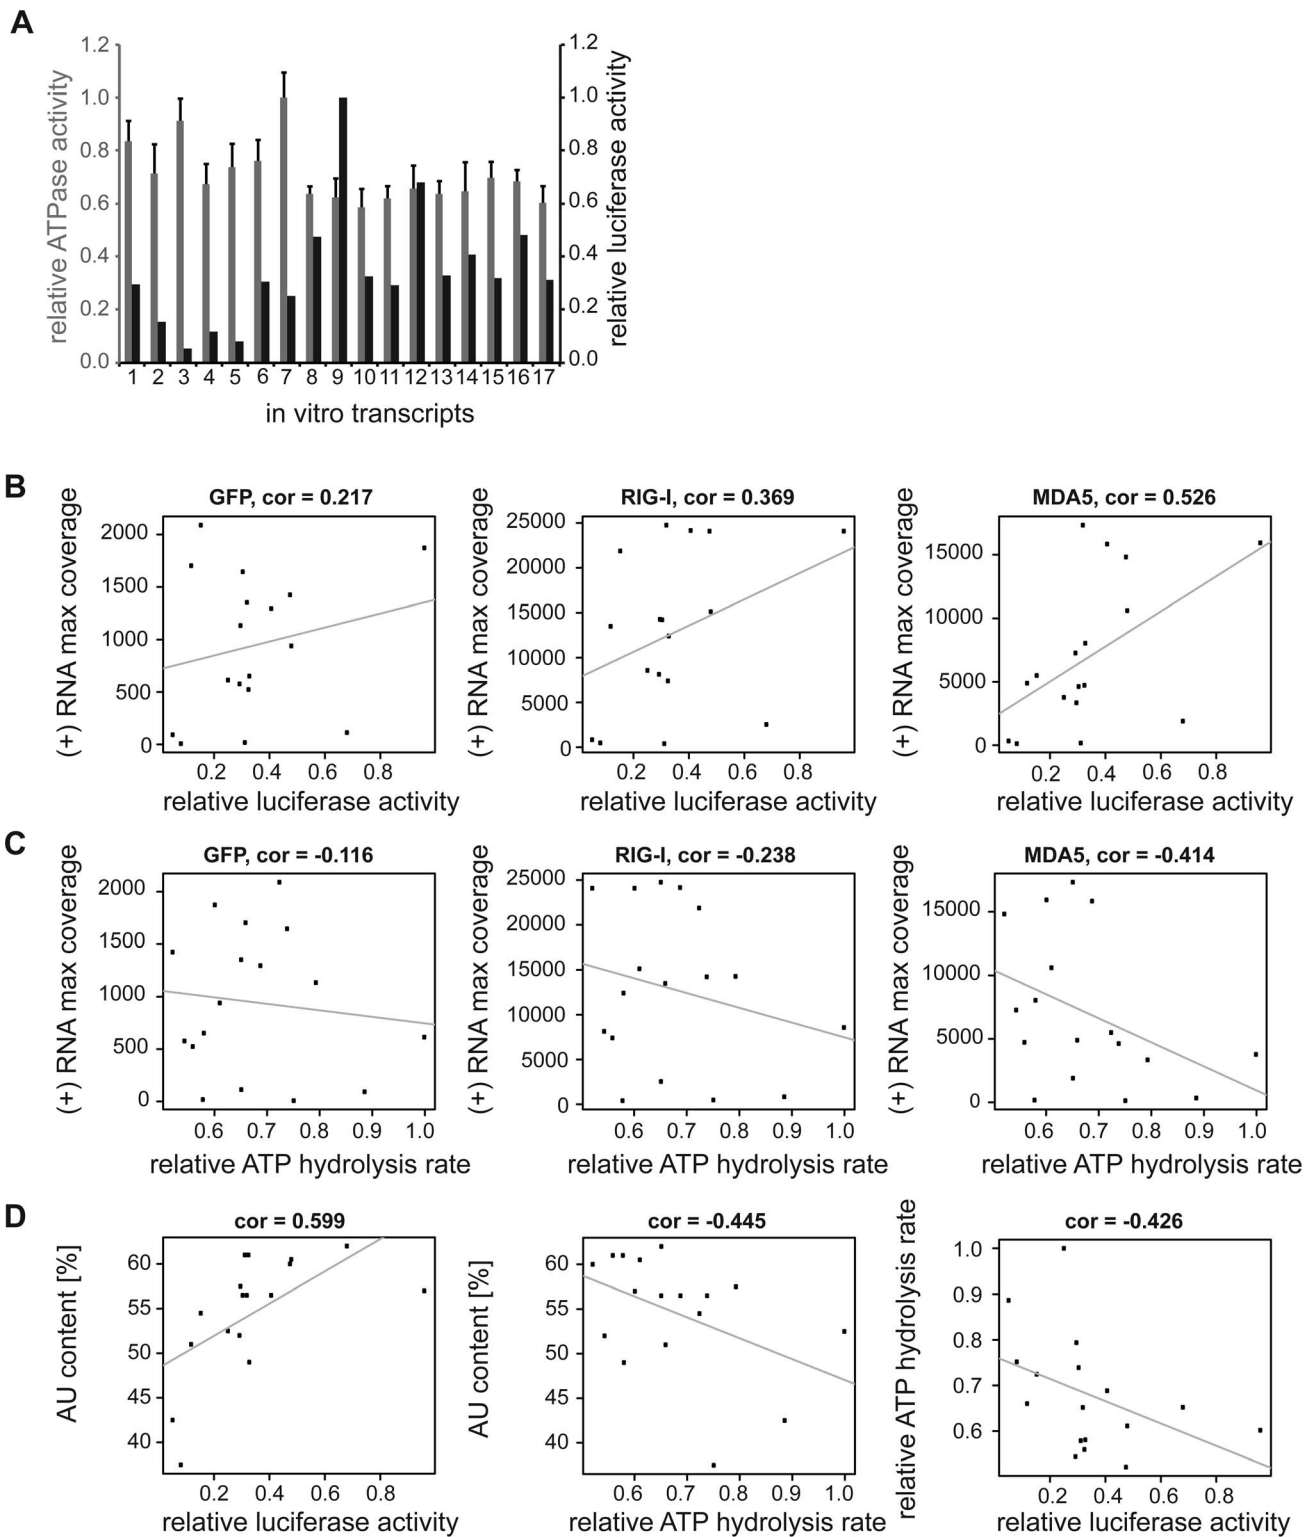 A
relative ATPase activity
1.2
1.0
0.8
0.6
0.4
0.2
0.0
1.2
1.0
0.8
0.6
0.4
0.2
0.0
relative luciferase activity
1 2 3 4 5 6 7 8 9 10 11 12 13 14 15 16 17
in vitro transcripts
B
GFP, cor = 0.217
(+) RNA max coverage
2000
1500
1000
500
0
0.2 0.4 0.6 0.8
relative luciferase activity
RIG-I, cor = 0.369
(+) RNA max coverage
25000
20000
15000
10000
5000
0
0.2 0.4 0.6 0.8
relative luciferase activity
MDA5, cor = 0.526
(+) RNA max coverage
15000
10000
5000
0
0.2 0.4 0.6 0.8
relative luciferase activity
C
GFP, cor = -0.116
(+) RNA max coverage
2000
1500
1000
500
0
0.6 0.7 0.8 0.9 1.0
relative ATP hydrolysis rate
RIG-I, cor = -0.238
(+) RNA max coverage
25000
20000
15000
10000
5000
0
0.6 0.7 0.8 0.9 1.0
relative ATP hydrolysis rate
MDA5, cor = -0.414
(+) RNA max coverage
15000
10000
5000
0
0.6 0.7 0.8 0.9 1.0
relative ATP hydrolysis rate
D
cor = 0.599
AU content [%]
60
55
50
45
40
0.2 0.4 0.6 0.8
relative luciferase activity
cor = -0.445
AU content [%]
60
55
50
45
40
0.6 0.7 0.8 0.9 1.0
relative ATP hydrolysis rate
cor = -0.426
relative ATP hydrolysis rate
1.0
0.9
0.8
0.7
0.6
0.2 0.4 0.6 0.8
relative luciferase activity